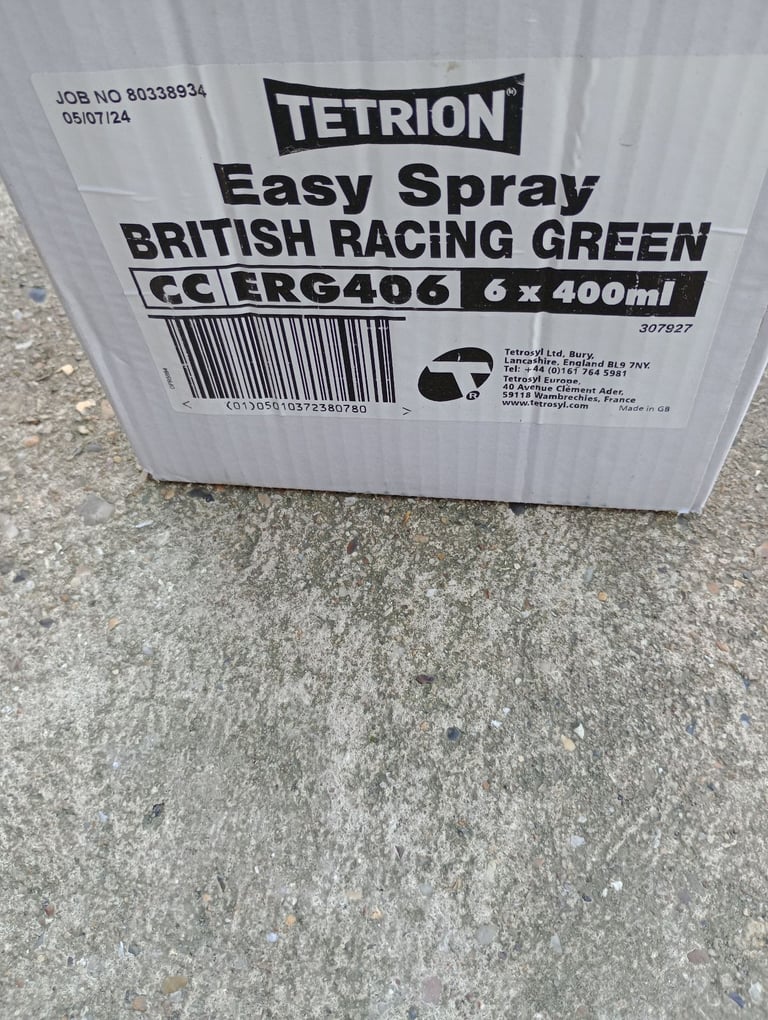 JOB NO 80338934
05/07/24
TETRION
Easy Spray
BRITISH RACING GREEN
GC ERG406 6 x 400ml
307927
(01)05010372380780
Tetrosyl Ltd, Bury,
Lancashire, England BL9 7NY.
Tel: +44 (0)161 764 5981
Tetrosyl Europe,
40 Avenue Clément Ader,
59118 Wambrechies, France
www.tetrosyl.com
Made in GB